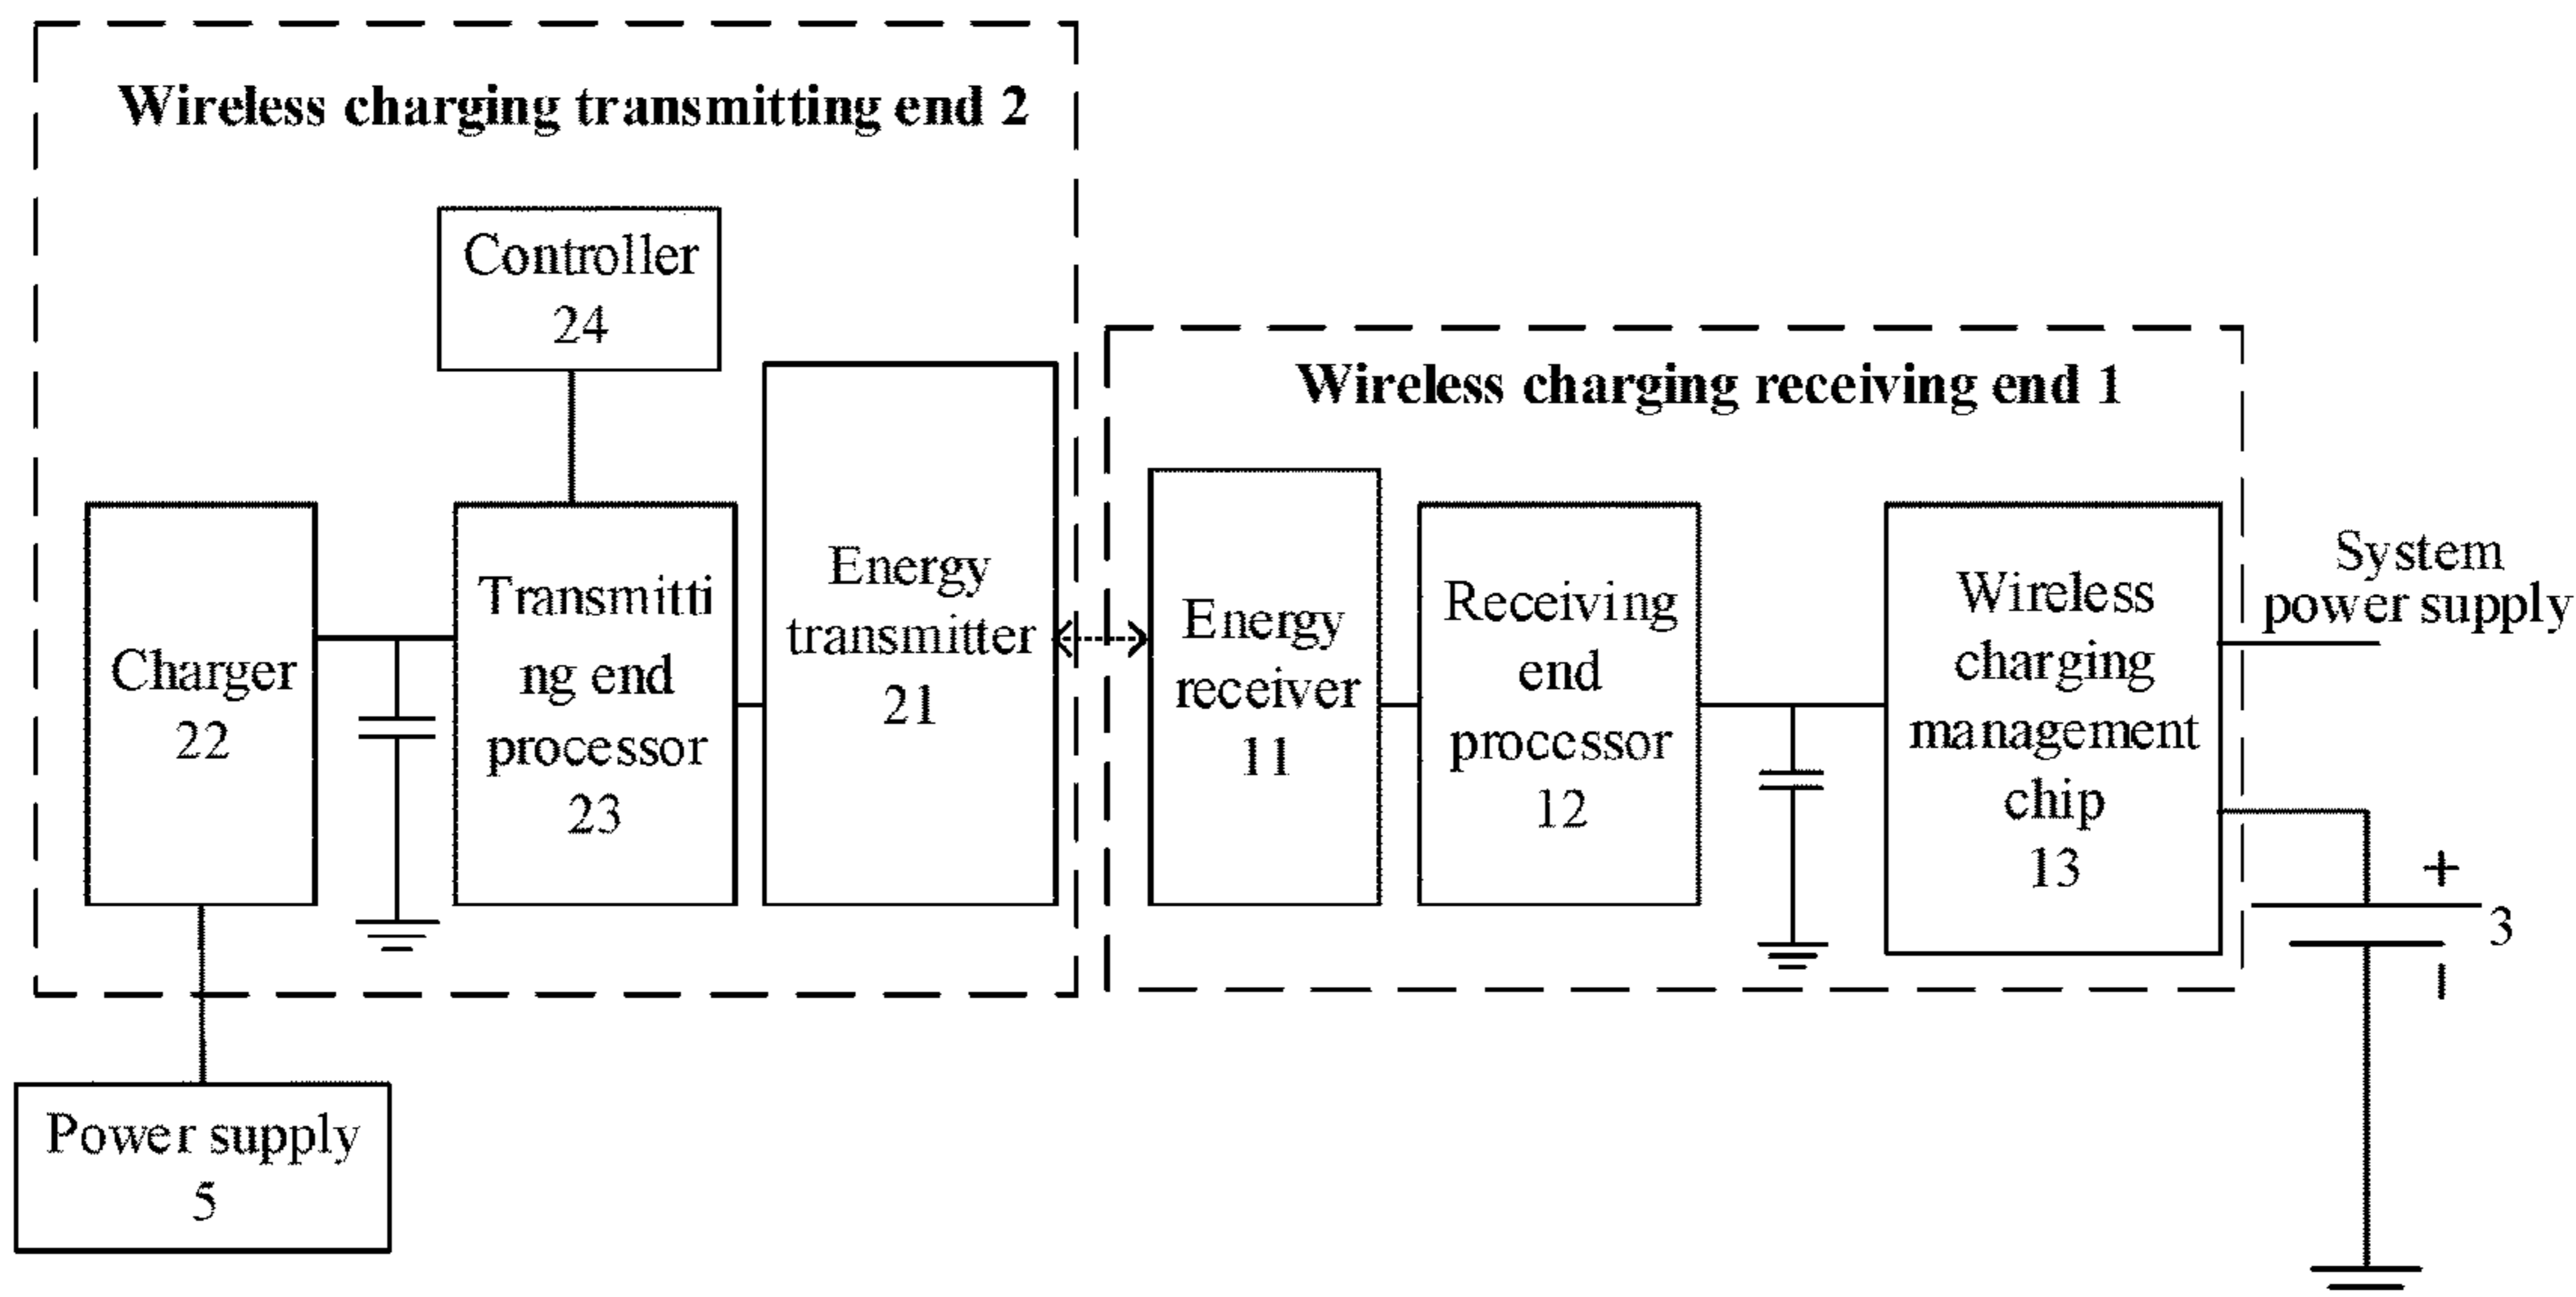 Wireless charging transmitting end 2
Controller
24
Wireless charging receiving end 1
Charger
22
Transmitti
ng end
processor
23
Energy
transmitter
21
Energy
receiver
11
Receiving
end
processor
12
Wireless
charging
management
chip
13
System
power supply
+
3
−
Power supply
5